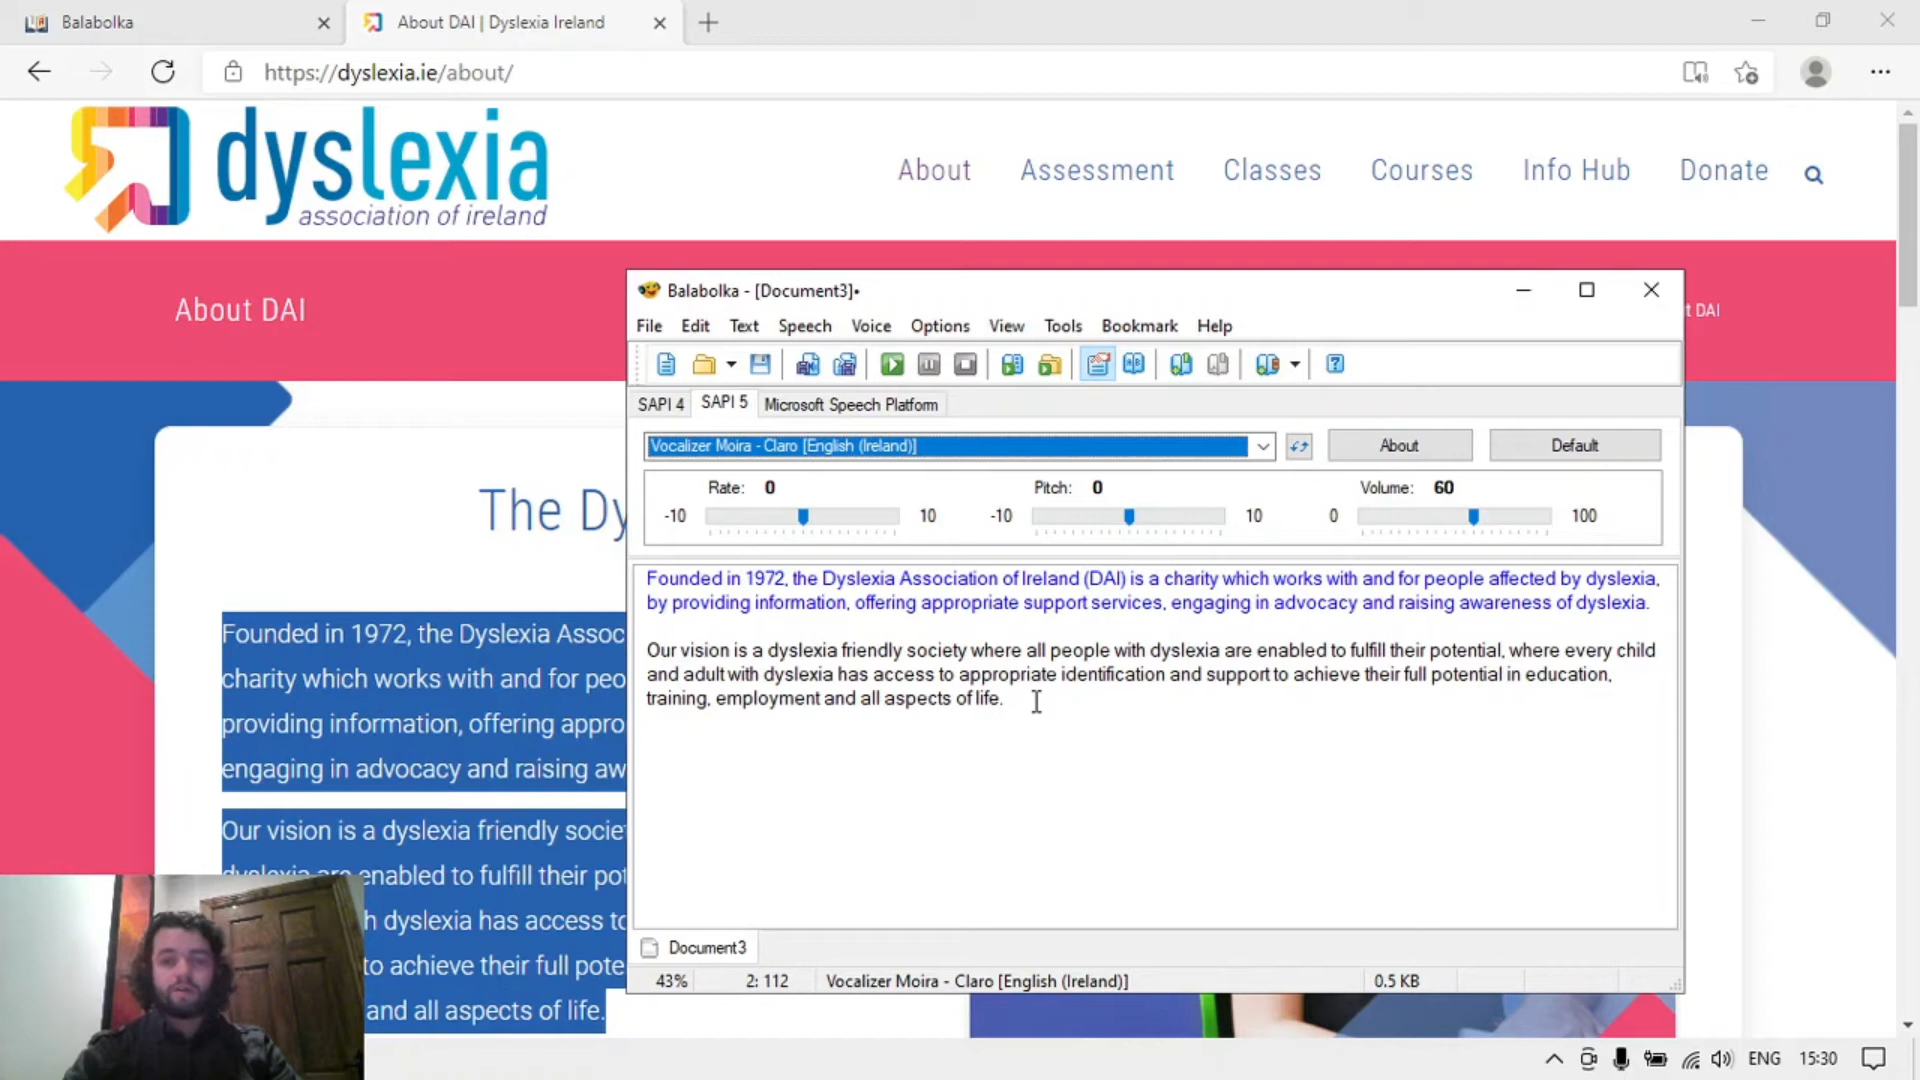 Balabolka
About DAI | Dyslexia Ireland
https://dyslexia.ie/about/
dyslexia
association of ireland
About Assessment Classes Courses Info Hub Donate
About DAI
t DAI
The Dy
Founded in 1972, the Dyslexia Assoc
charity which works with and for peo
providing information, offering appro
engaging in advocacy and raising aw
Our vision is a dyslexia friendly societ
dyslexia are enabled to fulfill their pot
h dyslexia has access to
to achieve their full pote
and all aspects of life.
Balabolka - [Document3]•
File Edit Text Speech Voice Options View Tools Bookmark Help
SAPI 4 SAPI 5 Microsoft Speech Platform
Vocalizer Moira - Claro [English (Ireland)] About Default
Rate: 0 Pitch: 0 Volume: 60
-10 10 -10 10 0 100
Founded in 1972, the Dyslexia Association of Ireland (DAI) is a charity which works with and for people affected by dyslexia,
by providing information, offering appropriate support services, engaging in advocacy and raising awareness of dyslexia.
Our vision is a dyslexia friendly society where all people with dyslexia are enabled to fulfill their potential, where every child
and adult with dyslexia has access to appropriate identification and support to achieve their full potential in education,
training, employment and all aspects of life.
Document3
43% 2: 112 Vocalizer Moira - Claro [English (Ireland)] 0.5 KB
ENG 15:30